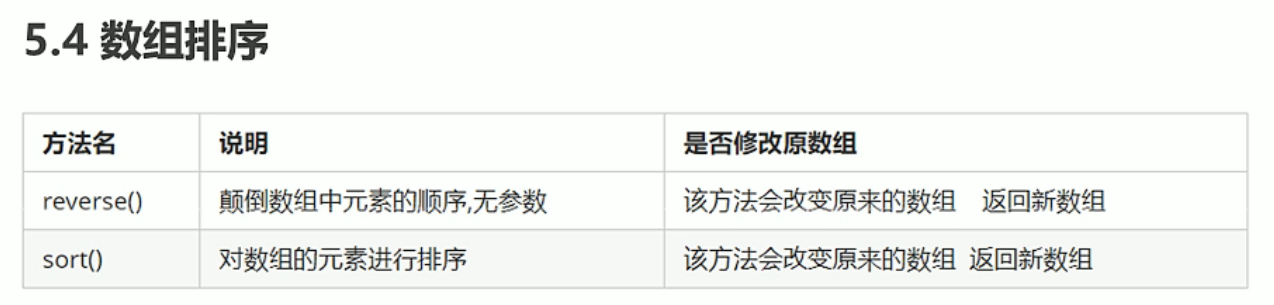 5.4 数组排序
方法名 说明 是否修改原数组
reverse() 颠倒数组中元素的顺序,无参数 该方法会改变原来的数组 返回新数组
sort() 对数组的元素进行排序 该方法会改变原来的数组 返回新数组